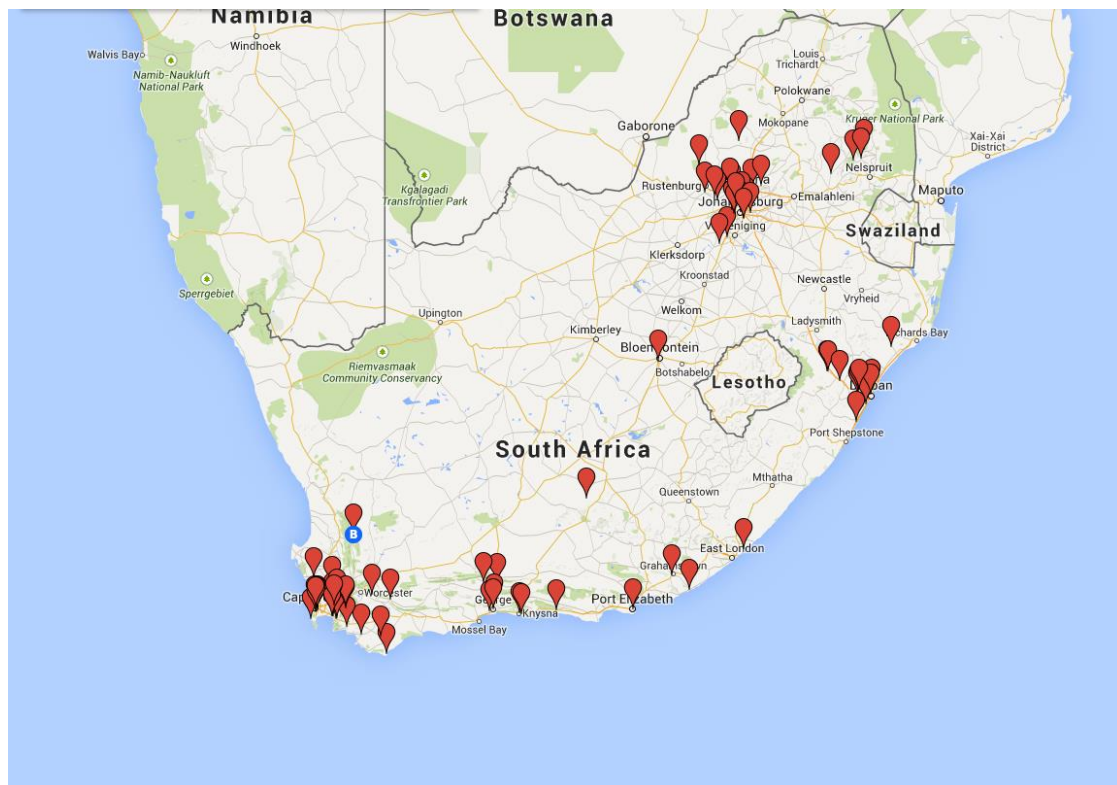 Namibia
Botswana
Windhoek
Walvis Bay
Namib-Naukluft
National Park
Louis
Trichardt
Polokwane
Mokopane
Kruger National Park
Gaborone
Xai-Xai
District
Kgalagadi
Transfrontier Park
Rustenburg
Nelspruit
Maputo
Emalahleni
Swaziland
Klerksdorp
Sperrgebiet
Kroonstad
Newcastle
Vryheid
Upington
Welkom
Kimberley
Ladysmith
Riemvasmaak
Community Conservancy
Botshabelo
Lesotho
Port Shepstone
South Africa
Mthatha
Queenstown
B
East London
Worcester
Port Elizabeth
Knysna
Mossel Bay